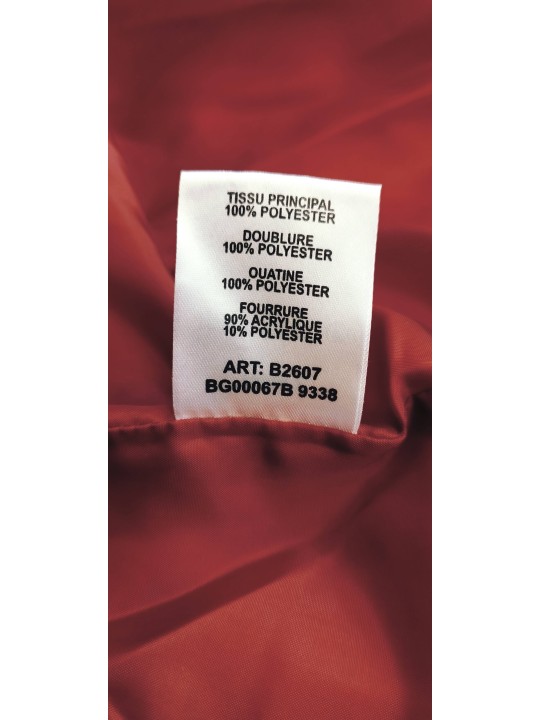 TISSU PRINCIPAL
100% POLYESTER
DOUBLURE
100% POLYESTER
OUATINE
100% POLYESTER
FOURRURE
90% ACRYLIQUE
10% POLYESTER
ART: B2607
BG00067B 9338